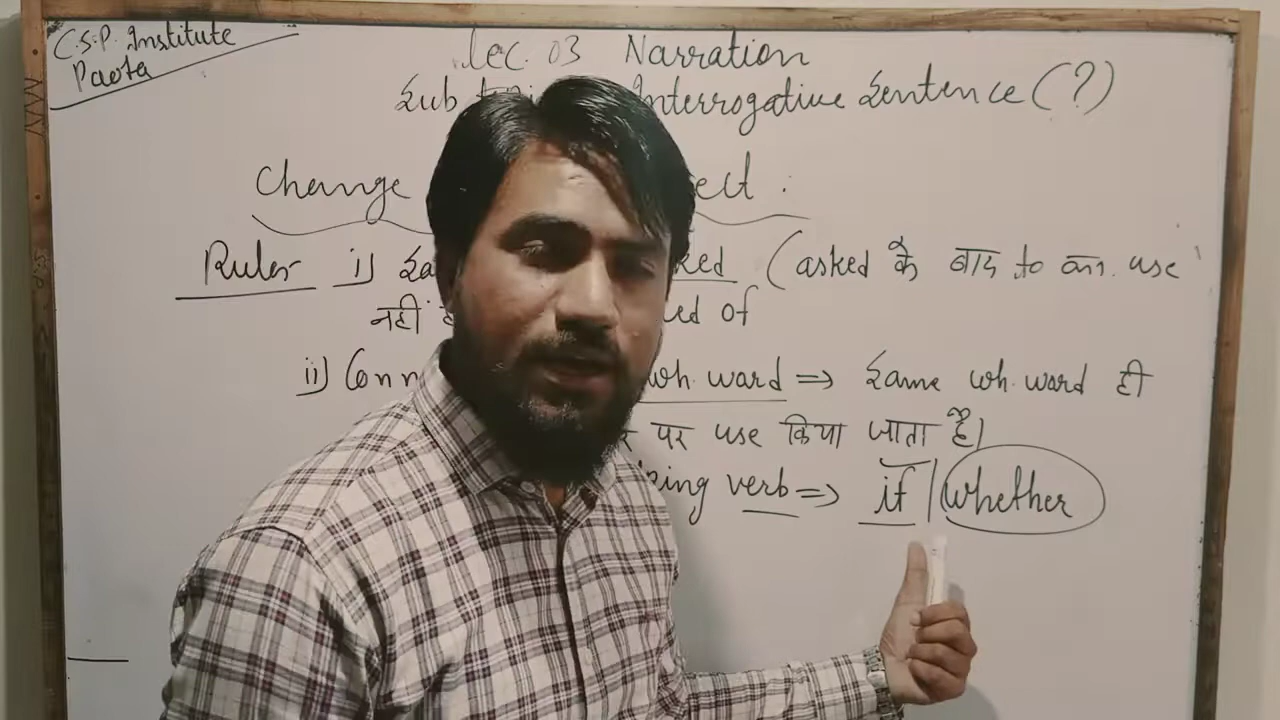 C.S.P. Institute
Paota
Lec. 03 Narration
Sub Interrogative Sentence (?)
Change
Rules i)
(asked के बाद to का use
नही of
ii) wh. word ⇒ Same wh. word ही
पर use किया जाता है।
verb ⇒ if | whether